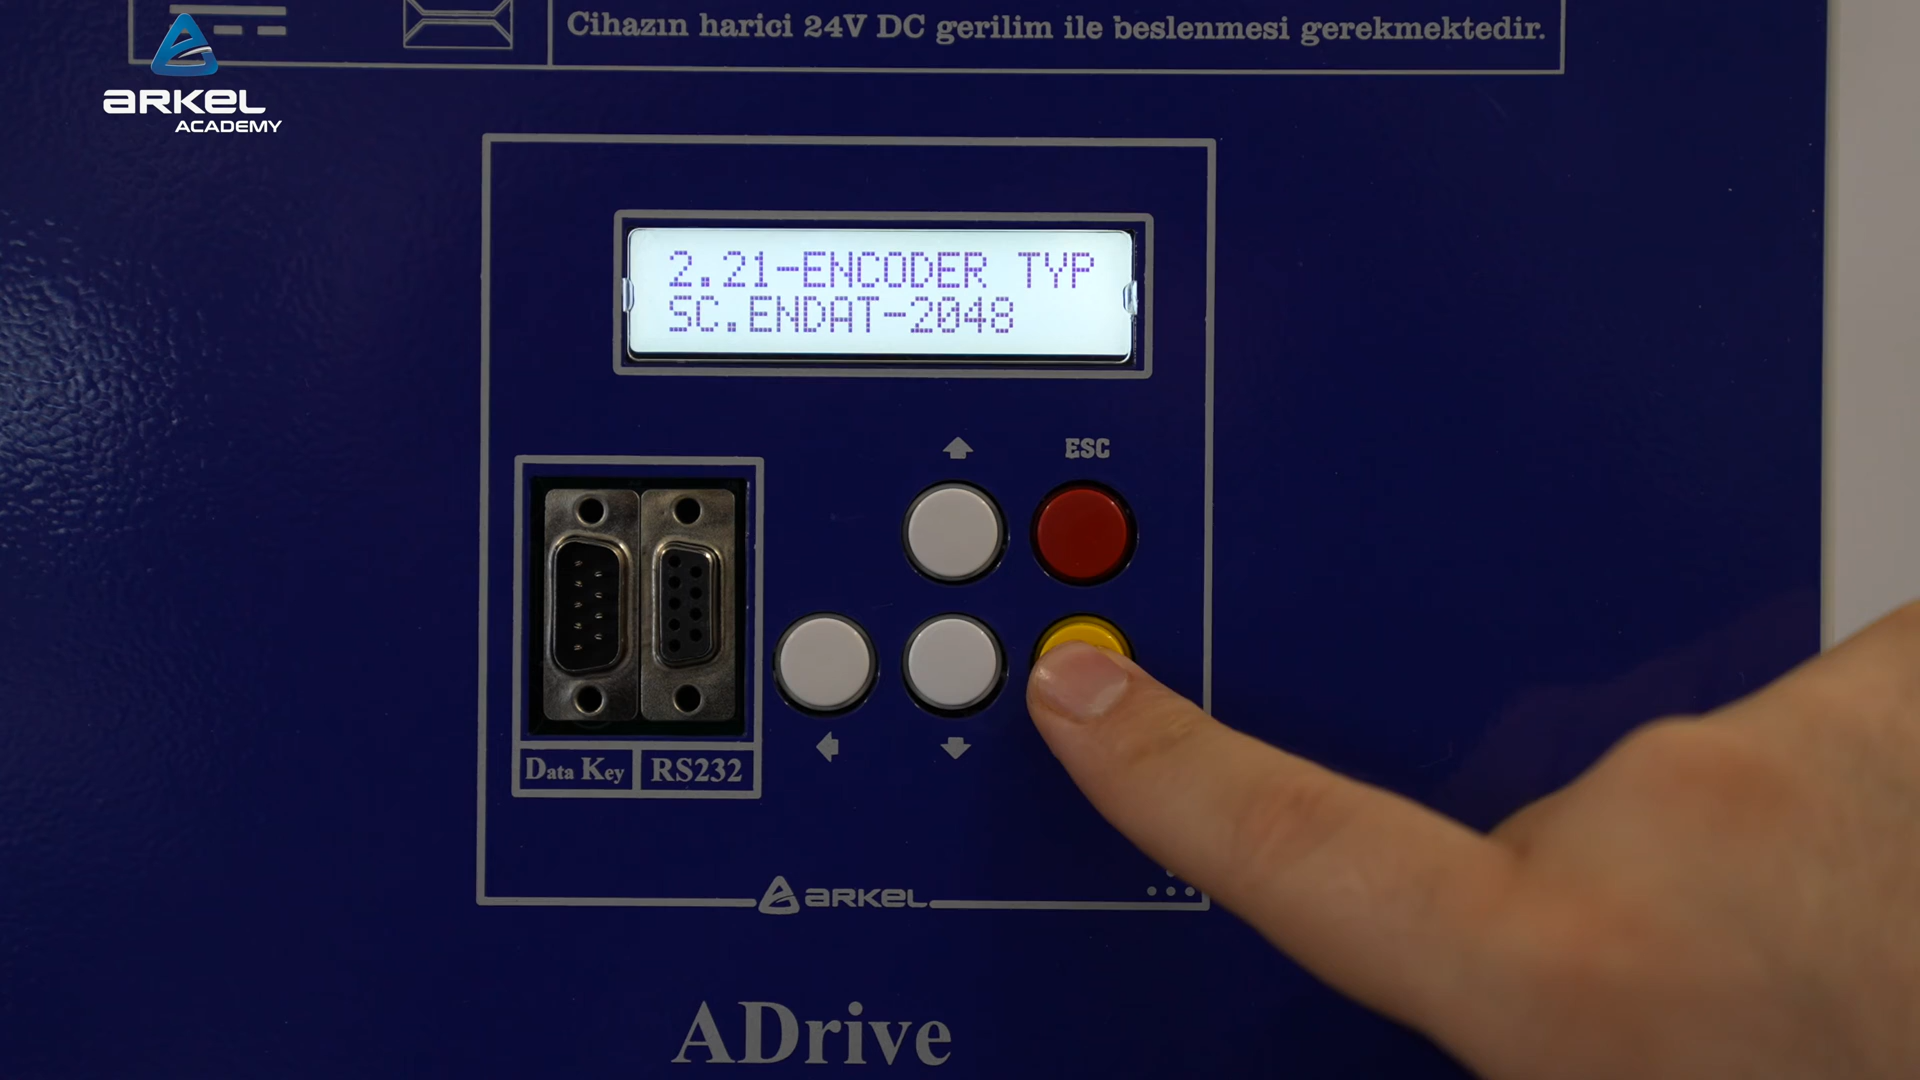 Cihazın harici 24V DC gerilim ile beslenmesi gerekmektedir.
ARKEL
ACADEMY
2.21-ENCODER TYP
SC.ENDAT-2048
ESC
Data Key
RS232
ARKEL
ADrive